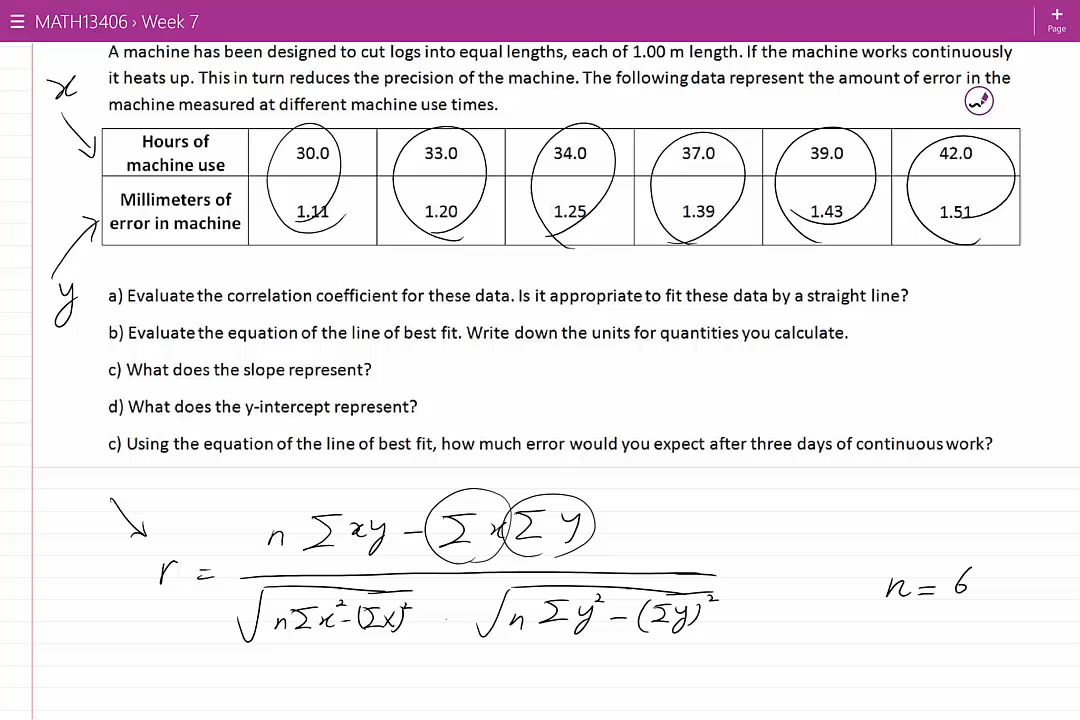 MATH13406 › Week 7
+
Page
A machine has been designed to cut logs into equal lengths, each of 1.00 m length. If the machine works continuously
it heats up. This in turn reduces the precision of the machine. The following data represent the amount of error in the
machine measured at different machine use times.
x
Hours of machine use 30.0 33.0 34.0 37.0 39.0 42.0
Millimeters of error in machine 1.11 1.20 1.25 1.39 1.43 1.51
y
a) Evaluate the correlation coefficient for these data. Is it appropriate to fit these data by a straight line?
b) Evaluate the equation of the line of best fit. Write down the units for quantities you calculate.
c) What does the slope represent?
d) What does the y-intercept represent?
c) Using the equation of the line of best fit, how much error would you expect after three days of continuous work?
n Σxy − Σx Σy
r =
√nΣx² − (Σx)² · √nΣy² − (Σy)²
n = 6